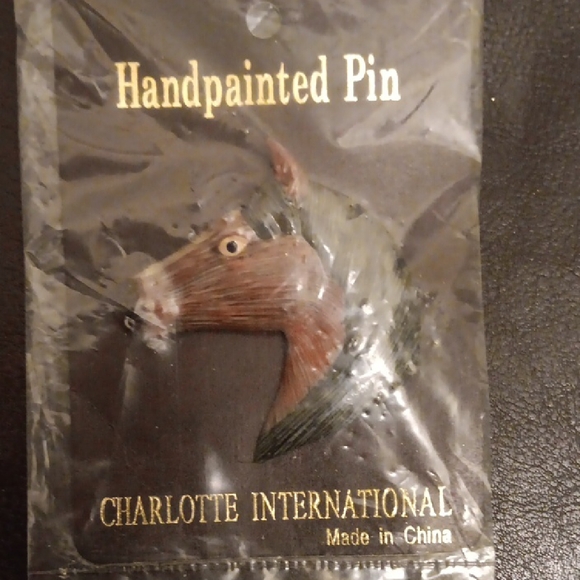 Handpainted Pin
CHARLOTTE INTERNATIONAL
Made in China